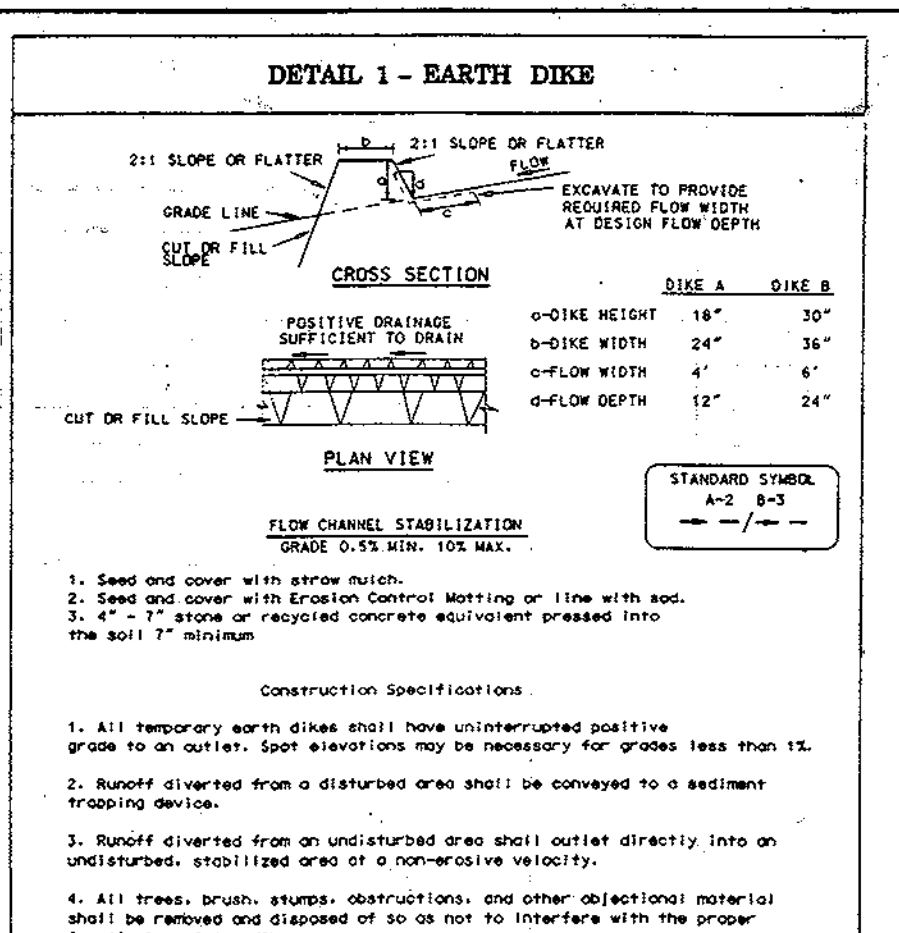 DETAIL 1 - EARTH DIKE
b
2:1 SLOPE OR FLATTER
2:1 SLOPE OR FLATTER
FLOW
a
d
EXCAVATE TO PROVIDE
REQUIRED FLOW WIDTH
AT DESIGN FLOW DEPTH
GRADE LINE
c
CUT OR FILL
SLOPE
CROSS SECTION
DIKE A DIKE B
a-DIKE HEIGHT 18" 30"
b-DIKE WIDTH 24" 36"
c-FLOW WIDTH 4' 6'
d-FLOW DEPTH 12" 24"
POSITIVE DRAINAGE
SUFFICIENT TO DRAIN
CUT OR FILL SLOPE
PLAN VIEW
STANDARD SYMBOL
A-2 B-3
/
FLOW CHANNEL STABILIZATION
GRADE 0.5% MIN. 10% MAX.
1. Seed and cover with straw mulch.
2. Seed and cover with Erosion Control Matting or line with sod.
3. 4" - 7" stone or recycled concrete equivalent pressed into
the soil 7" minimum
Construction Specifications
1. All temporary earth dikes shall have uninterrupted positive
grade to an outlet. Spot elevations may be necessary for grades less than 1%.
2. Runoff diverted from a disturbed area shall be conveyed to a sediment
trapping device.
3. Runoff diverted from an undisturbed area shall outlet directly into an
undisturbed, stabilized area at a non-erosive velocity.
4. All trees, brush, stumps, obstructions, and other objectional material
shall be removed and disposed of so as not to interfere with the proper